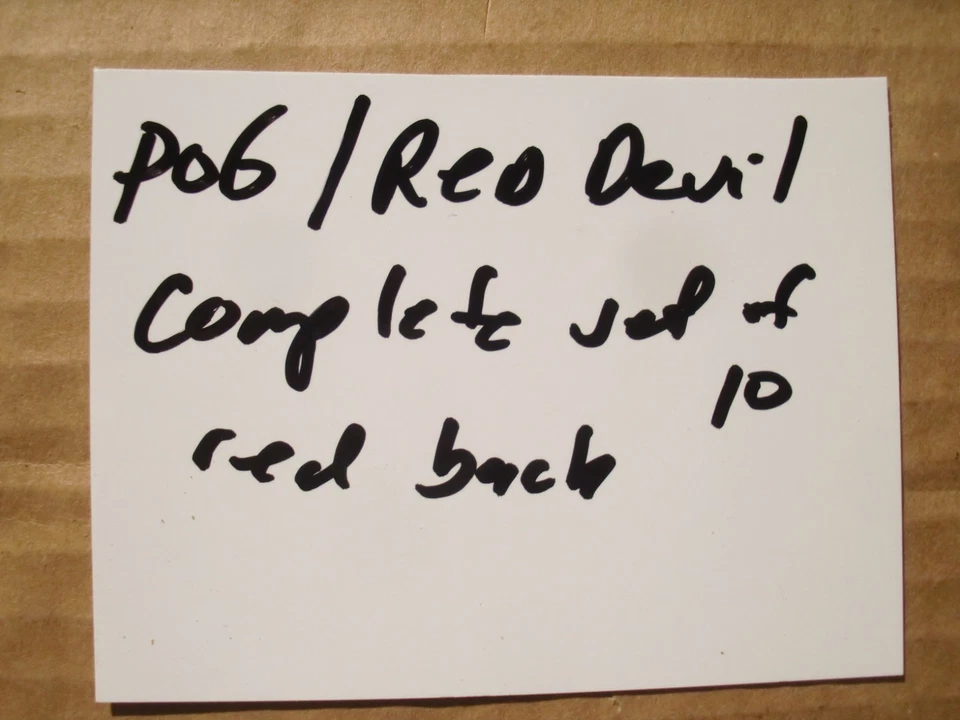 POG / Red Devil
Complete set of
10
red back